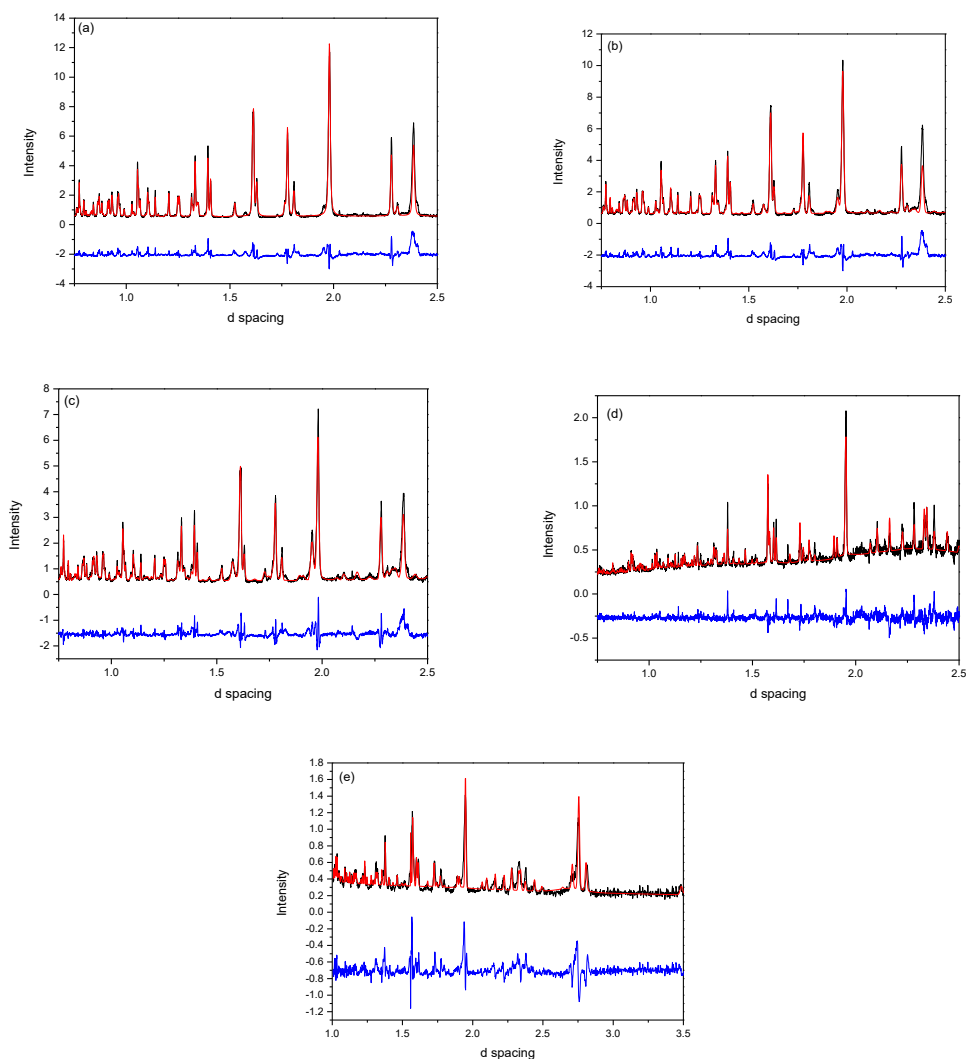 (a)
Intensity
14
12
10
8
6
4
2
0
-2
-4
1.0 1.5 2.0 2.5
d spacing
(b)
Intensity
12
10
8
6
4
2
0
-2
-4
1.0 1.5 2.0 2.5
d spacing
(c)
Intensity
8
7
6
5
4
3
2
1
0
-1
-2
1.0 1.5 2.0 2.5
d spacing
(d)
Intensity
2.0
1.5
1.0
0.5
0.0
-0.5
1.0 1.5 2.0 2.5
d spacing
(e)
Intensity
1.8
1.6
1.4
1.2
1.0
0.8
0.6
0.4
0.2
0.0
-0.2
-0.4
-0.6
-0.8
-1.0
-1.2
1.0 1.5 2.0 2.5 3.0 3.5
d spacing